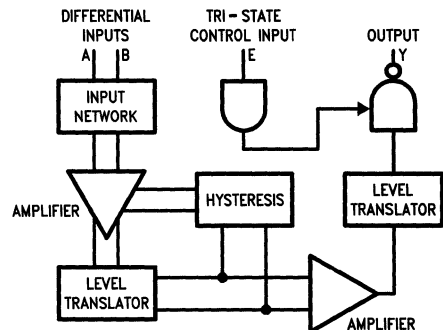 DIFFERENTIAL
INPUTS
A B
TRI-STATE
CONTROL INPUT
E
OUTPUT
Y
INPUT
NETWORK
AMPLIFIER
HYSTERESIS
LEVEL
TRANSLATOR
LEVEL
TRANSLATOR
AMPLIFIER